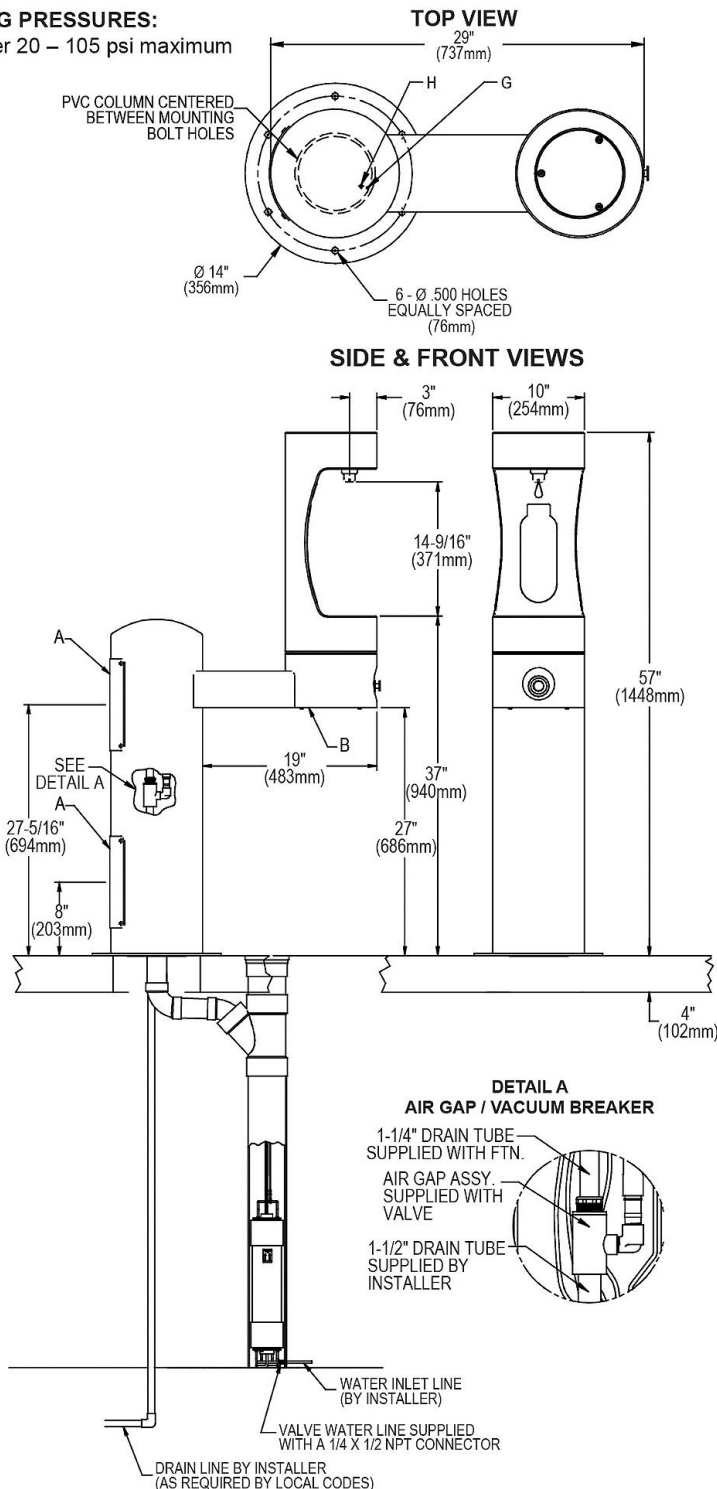 G PRESSURES:
er 20 – 105 psi maximum
TOP VIEW
29"
(737mm)
H
G
PVC COLUMN CENTERED
BETWEEN MOUNTING
BOLT HOLES
Ø 14"
(356mm)
6 - Ø .500 HOLES
EQUALLY SPACED
(76mm)
SIDE & FRONT VIEWS
3"
(76mm)
10"
(254mm)
14-9/16"
(371mm)
A
57"
(1448mm)
B
19"
(483mm)
SEE
DETAIL A
A
37"
(940mm)
27-5/16"
(694mm)
27"
(686mm)
8"
(203mm)
4"
(102mm)
DETAIL A
AIR GAP / VACUUM BREAKER
1-1/4" DRAIN TUBE
SUPPLIED WITH FTN.
AIR GAP ASSY.
SUPPLIED WITH
VALVE
1-1/2" DRAIN TUBE
SUPPLIED BY
INSTALLER
WATER INLET LINE
(BY INSTALLER)
VALVE WATER LINE SUPPLIED
WITH A 1/4 X 1/2 NPT CONNECTOR
DRAIN LINE BY INSTALLER
(AS REQUIRED BY LOCAL CODES)